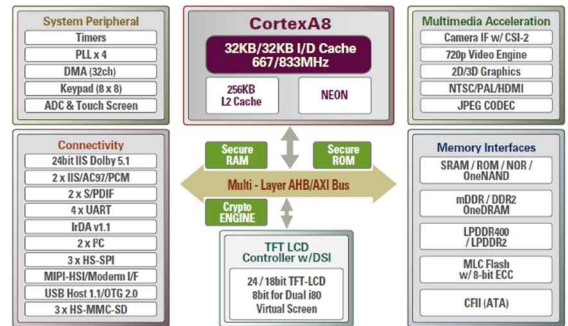 System Peripheral
Timers
PLL x 4
DMA (32ch)
Keypad (8 x 8)
ADC & Touch Screen
CortexA8
32KB/32KB I/D Cache
667/833MHz
256KB
L2 Cache
NEON
Multimedia Acceleration
Camera IF w/ CSI-2
720p Video Engine
2D/3D Graphics
NTSC/PAL/HDMI
JPEG CODEC
Connectivity
24bit IIS Dolby 5.1
2 x IIS/AC97/PCM
2 x S/PDIF
4 x UART
IrDA v1.1
2 x I²C
3 x HS-SPI
MIPI-HSI/Moderm I/F
USB Host 1.1/OTG 2.0
3 x HS-MMC-SD
Secure
RAM
Secure
ROM
Multi - Layer AHB/AXI Bus
Crypto
ENGINE
TFT LCD
Controller w/DSI
24 / 18bit TFT-LCD
8bit for Dual i80
Virtual Screen
Memory Interfaces
SRAM / ROM / NOR /
OneNAND
mDDR / DDR2
OneDRAM
LPDDR400
/ LPDDR2
MLC Flash
w/ 8-bit ECC
CFII (ATA)